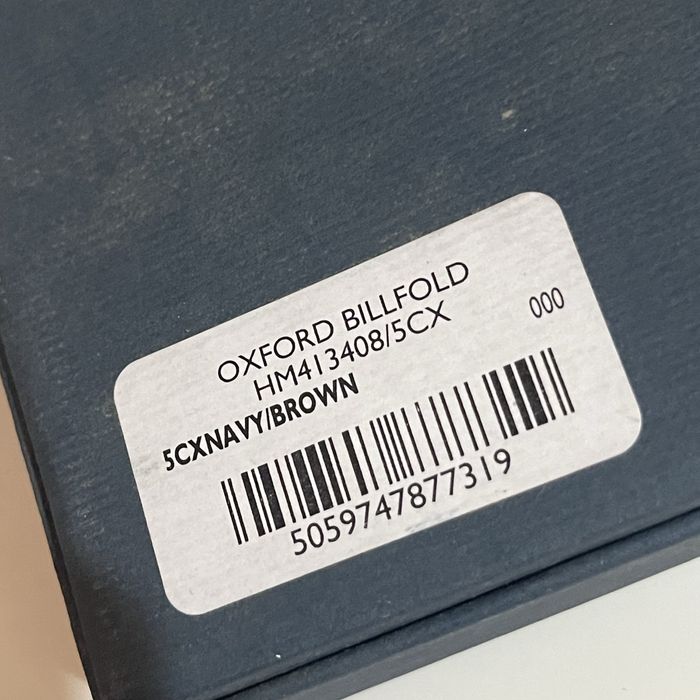 OXFORD BILLFOLD
HM413408/5CX
000
5CXNAVY/BROWN
5059747877319